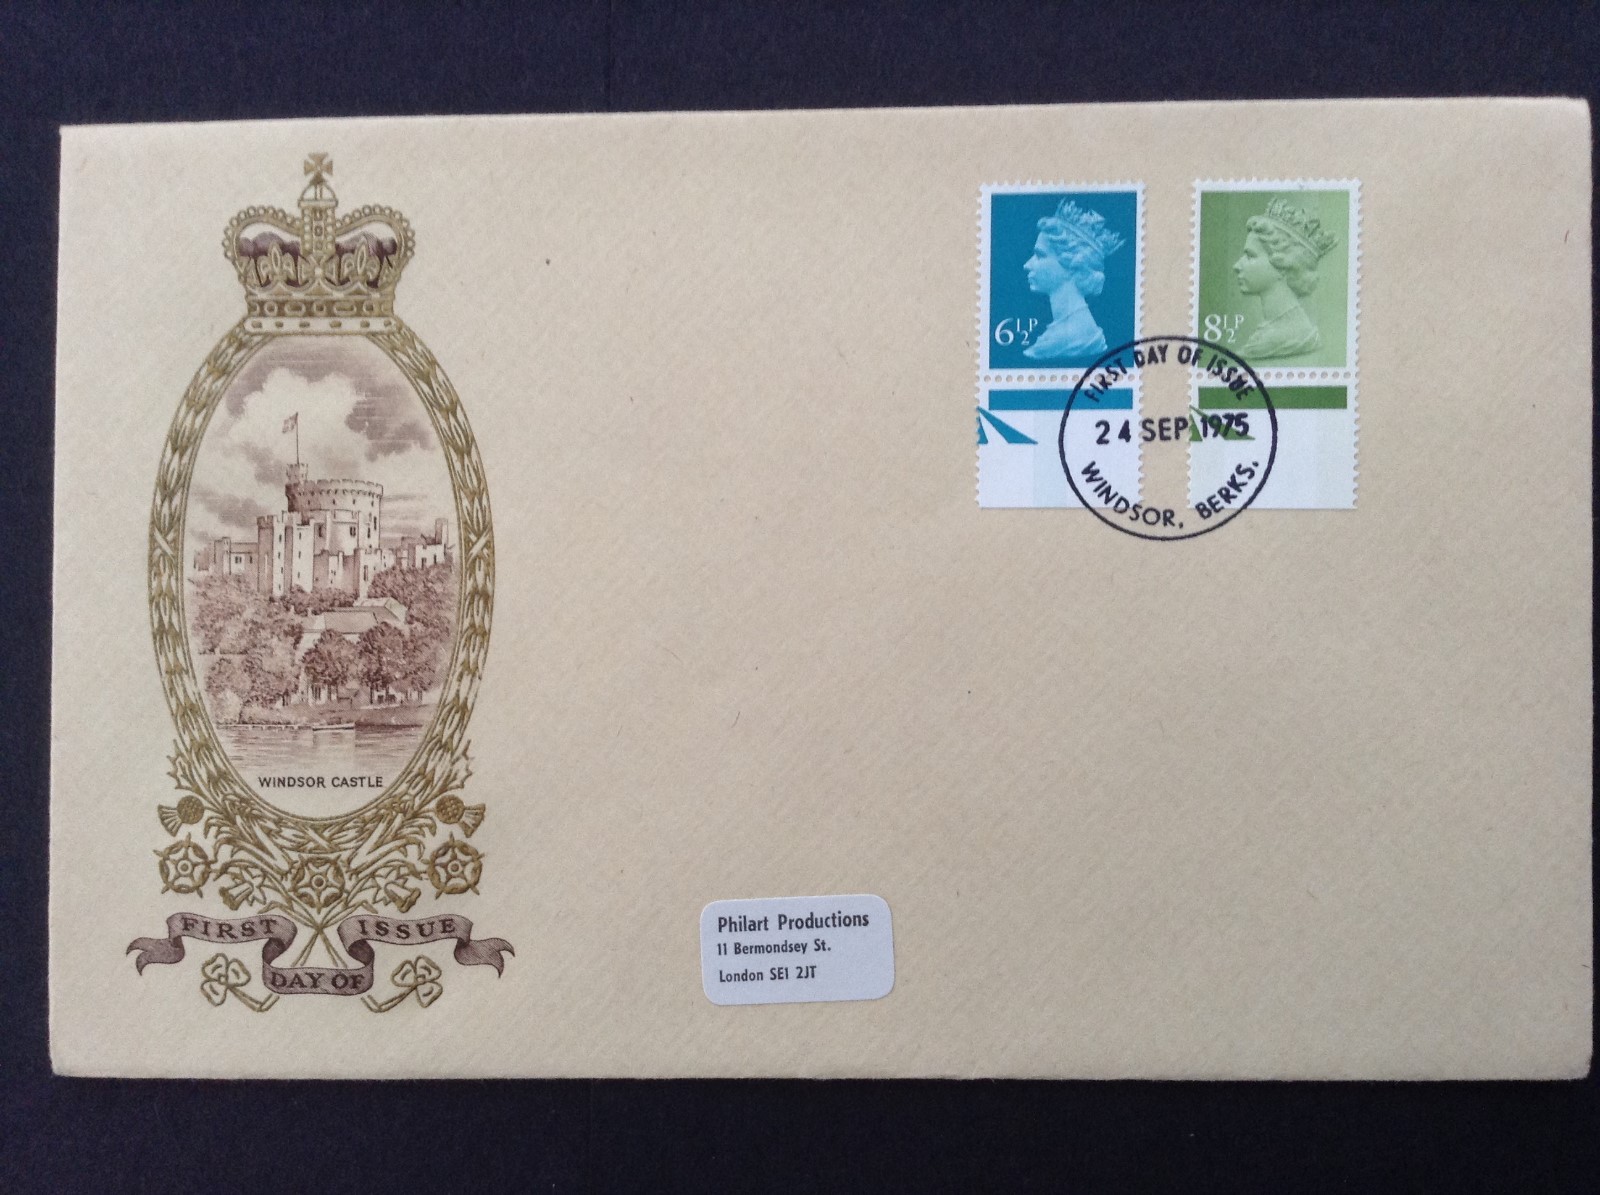 6½P
8½P
FIRST DAY OF ISSUE
24 SEP 1975
WINDSOR, BERKS.
WINDSOR CASTLE
FIRST
DAY OF
ISSUE
Philart Productions
11 Bermondsey St.
London SE1 2JT